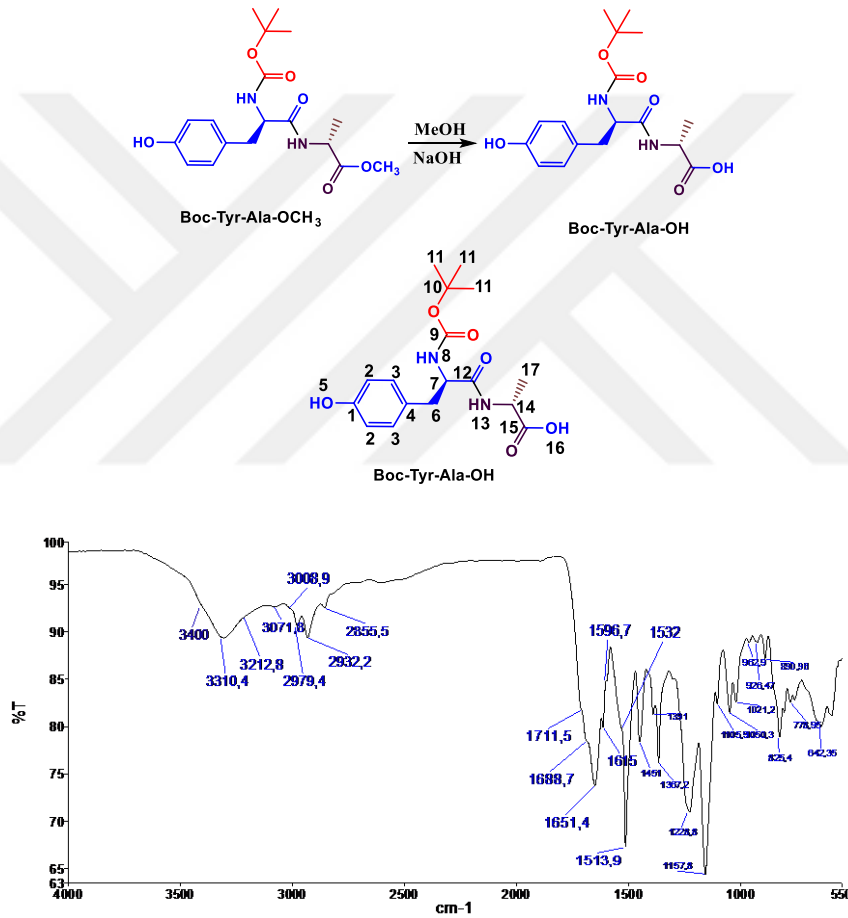 O
O
HN
O
HO
HN
OCH3
O
Boc-Tyr-Ala-OCH3
MeOH
NaOH
O
O
HN
O
HO
N
H
OH
O
Boc-Tyr-Ala-OH
11 11
10 11
O
9 O
8
HN O 17
5 2 3 12
7
HO
1 4 6 HN 14
13 15
2 3 OH
O 16
Boc-Tyr-Ala-OH
100
95
90
85
80
75
70
65
63
%T
3400
3310,4
3212,8
3071,8
3008,9
2979,4
2932,2
2855,5
1711,5
1688,7
1651,4
1615
1596,7
1532
1513,9
1451
1391
1367,2
1228,8
1157,8
1050,3
1021,2
962,9
926,47
825,4
778,95
642,35
4000 3500 3000 2500 2000 1500 1000 550
cm-1